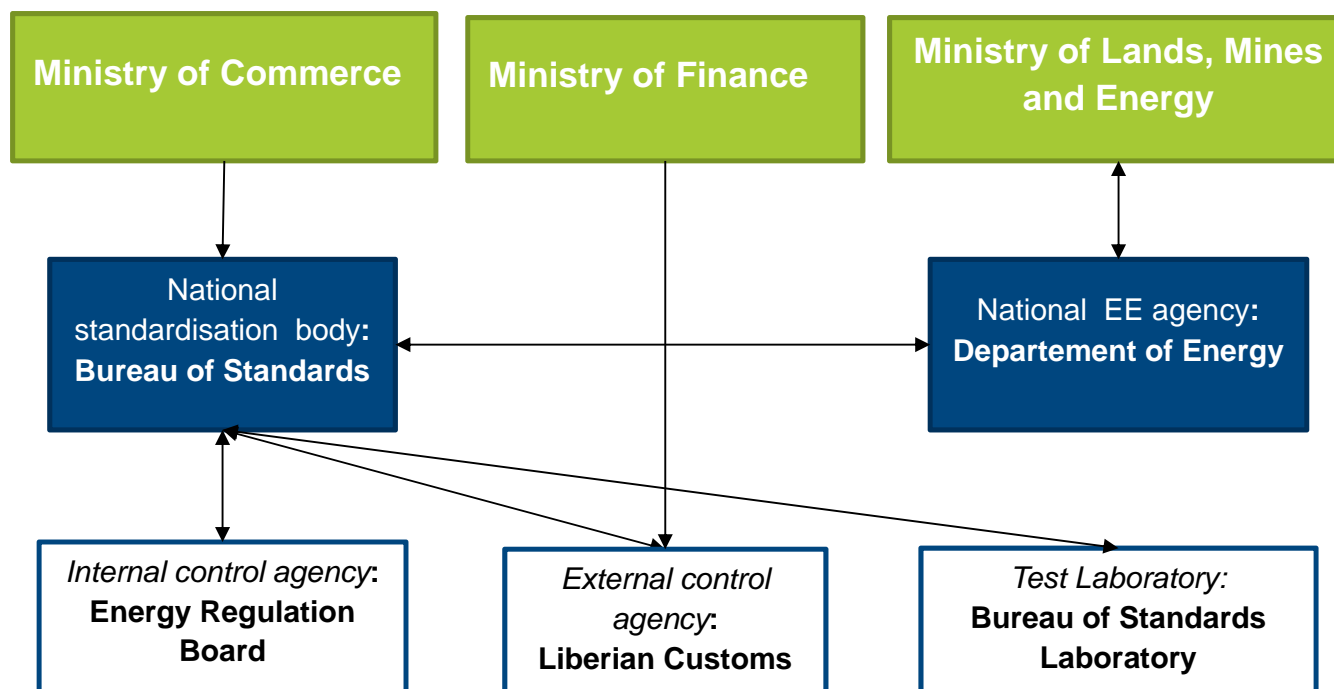 Ministry of Commerce
Ministry of Finance
Ministry of Lands, Mines
and Energy
National
standardisation body:
Bureau of Standards
National EE agency:
Departement of Energy
Internal control agency:
Energy Regulation
Board
External control
agency:
Liberian Customs
Test Laboratory:
Bureau of Standards
Laboratory